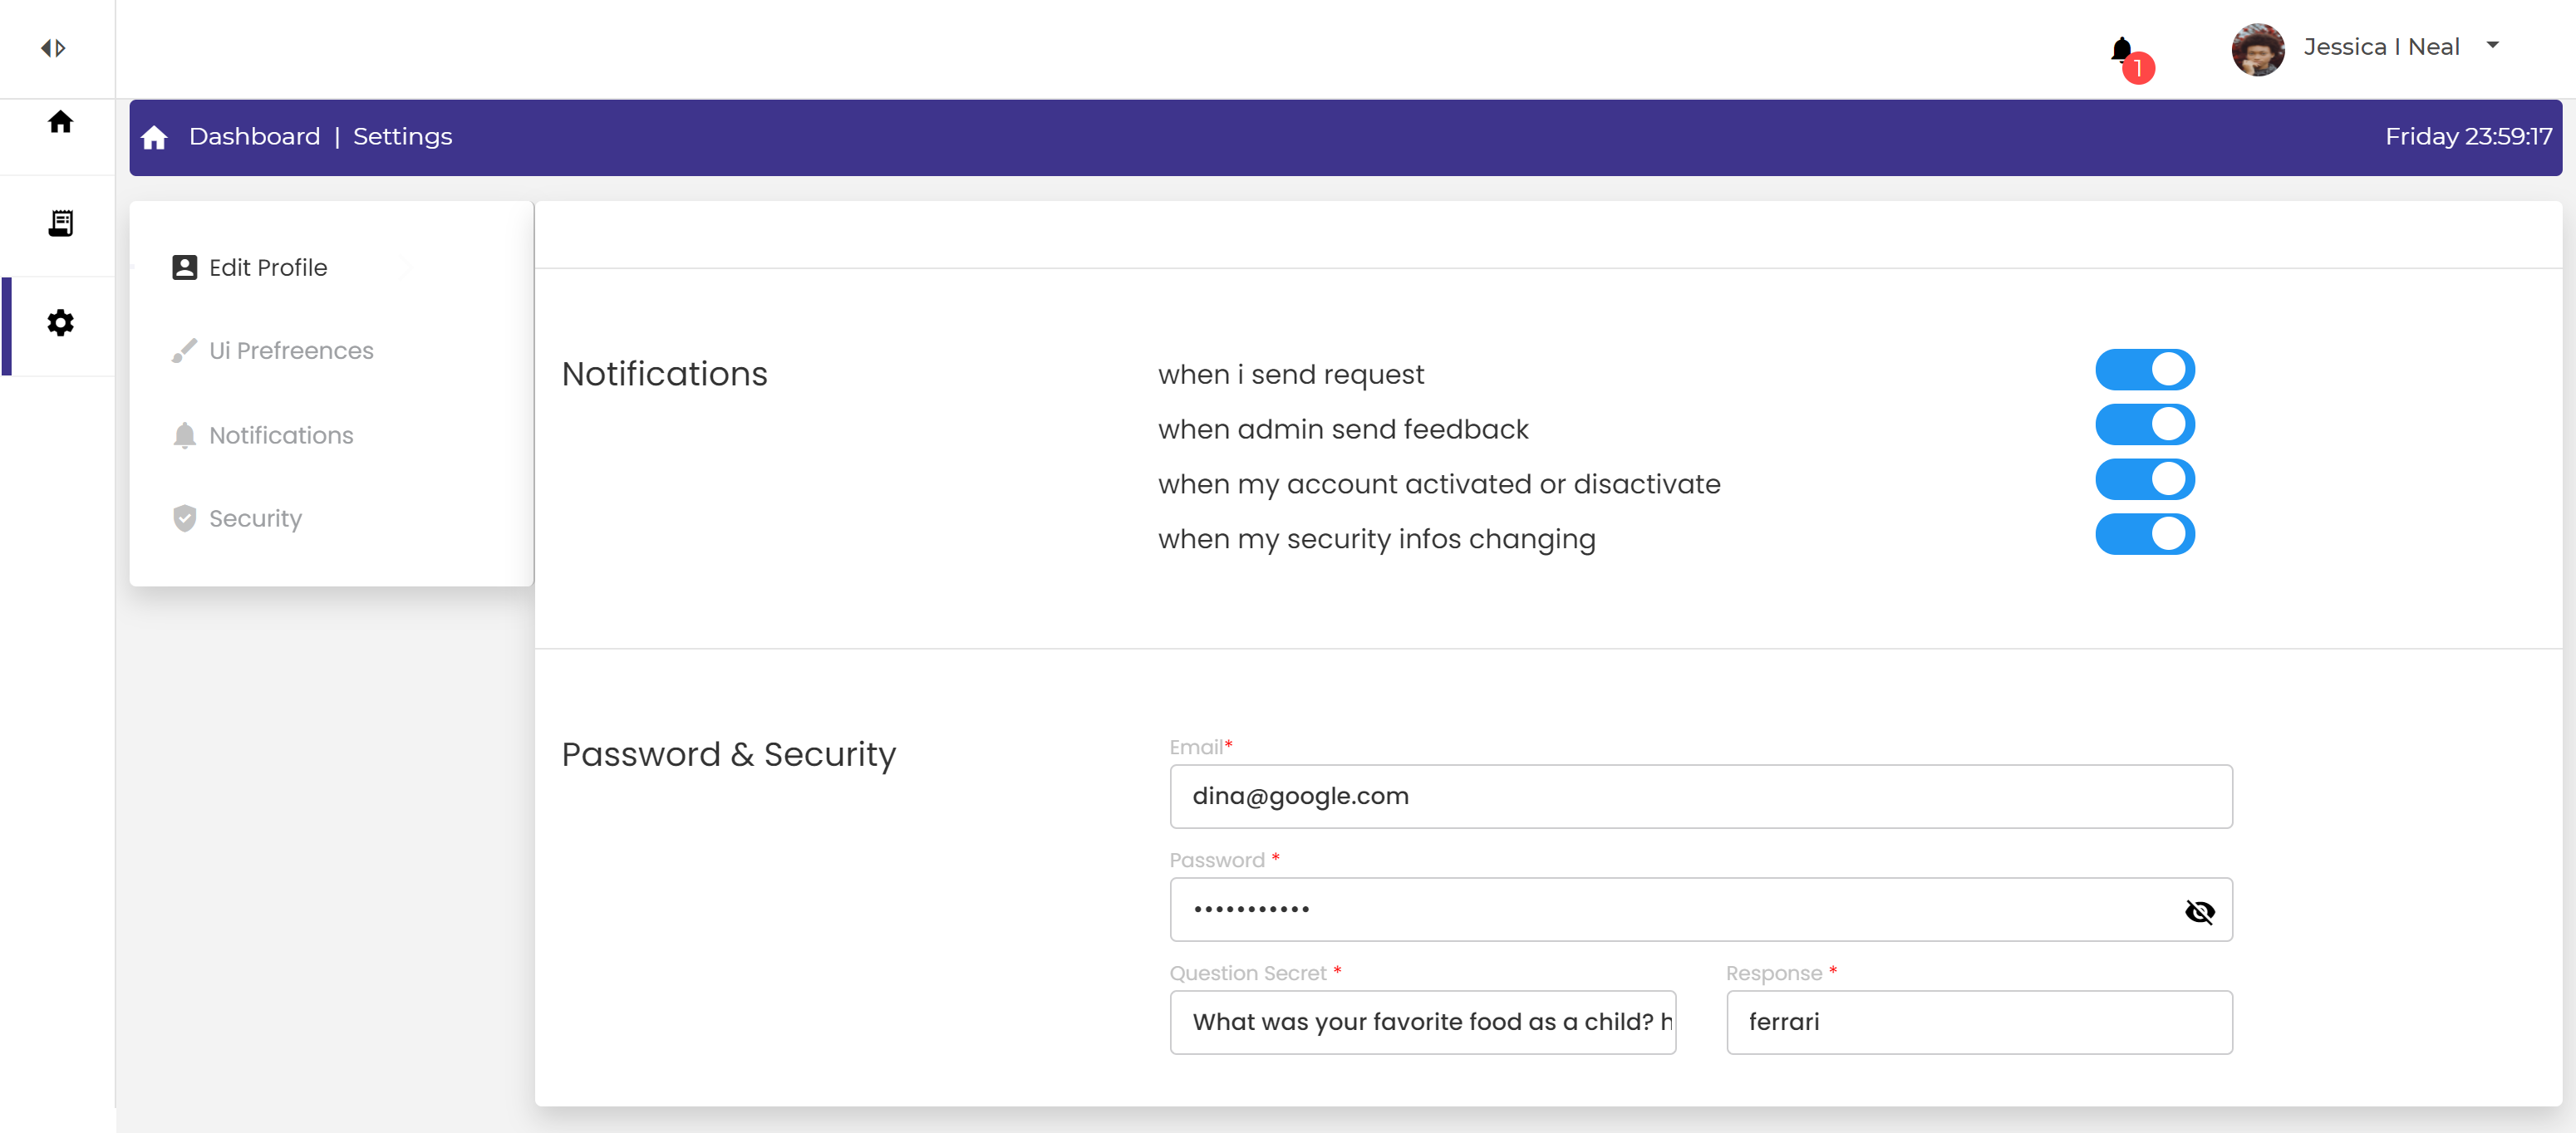 Jessica I Neal
1
Dashboard | Settings
Friday 23:59:17
Edit Profile
Ui Prefreences
Notifications
Security
Notifications
when i send request
when admin send feedback
when my account activated or disactivate
when my security infos changing
Password & Security
Email*
dina@google.com
Password *
•••••••••••
Question Secret *
What was your favorite food as a child? h
Response *
ferrari